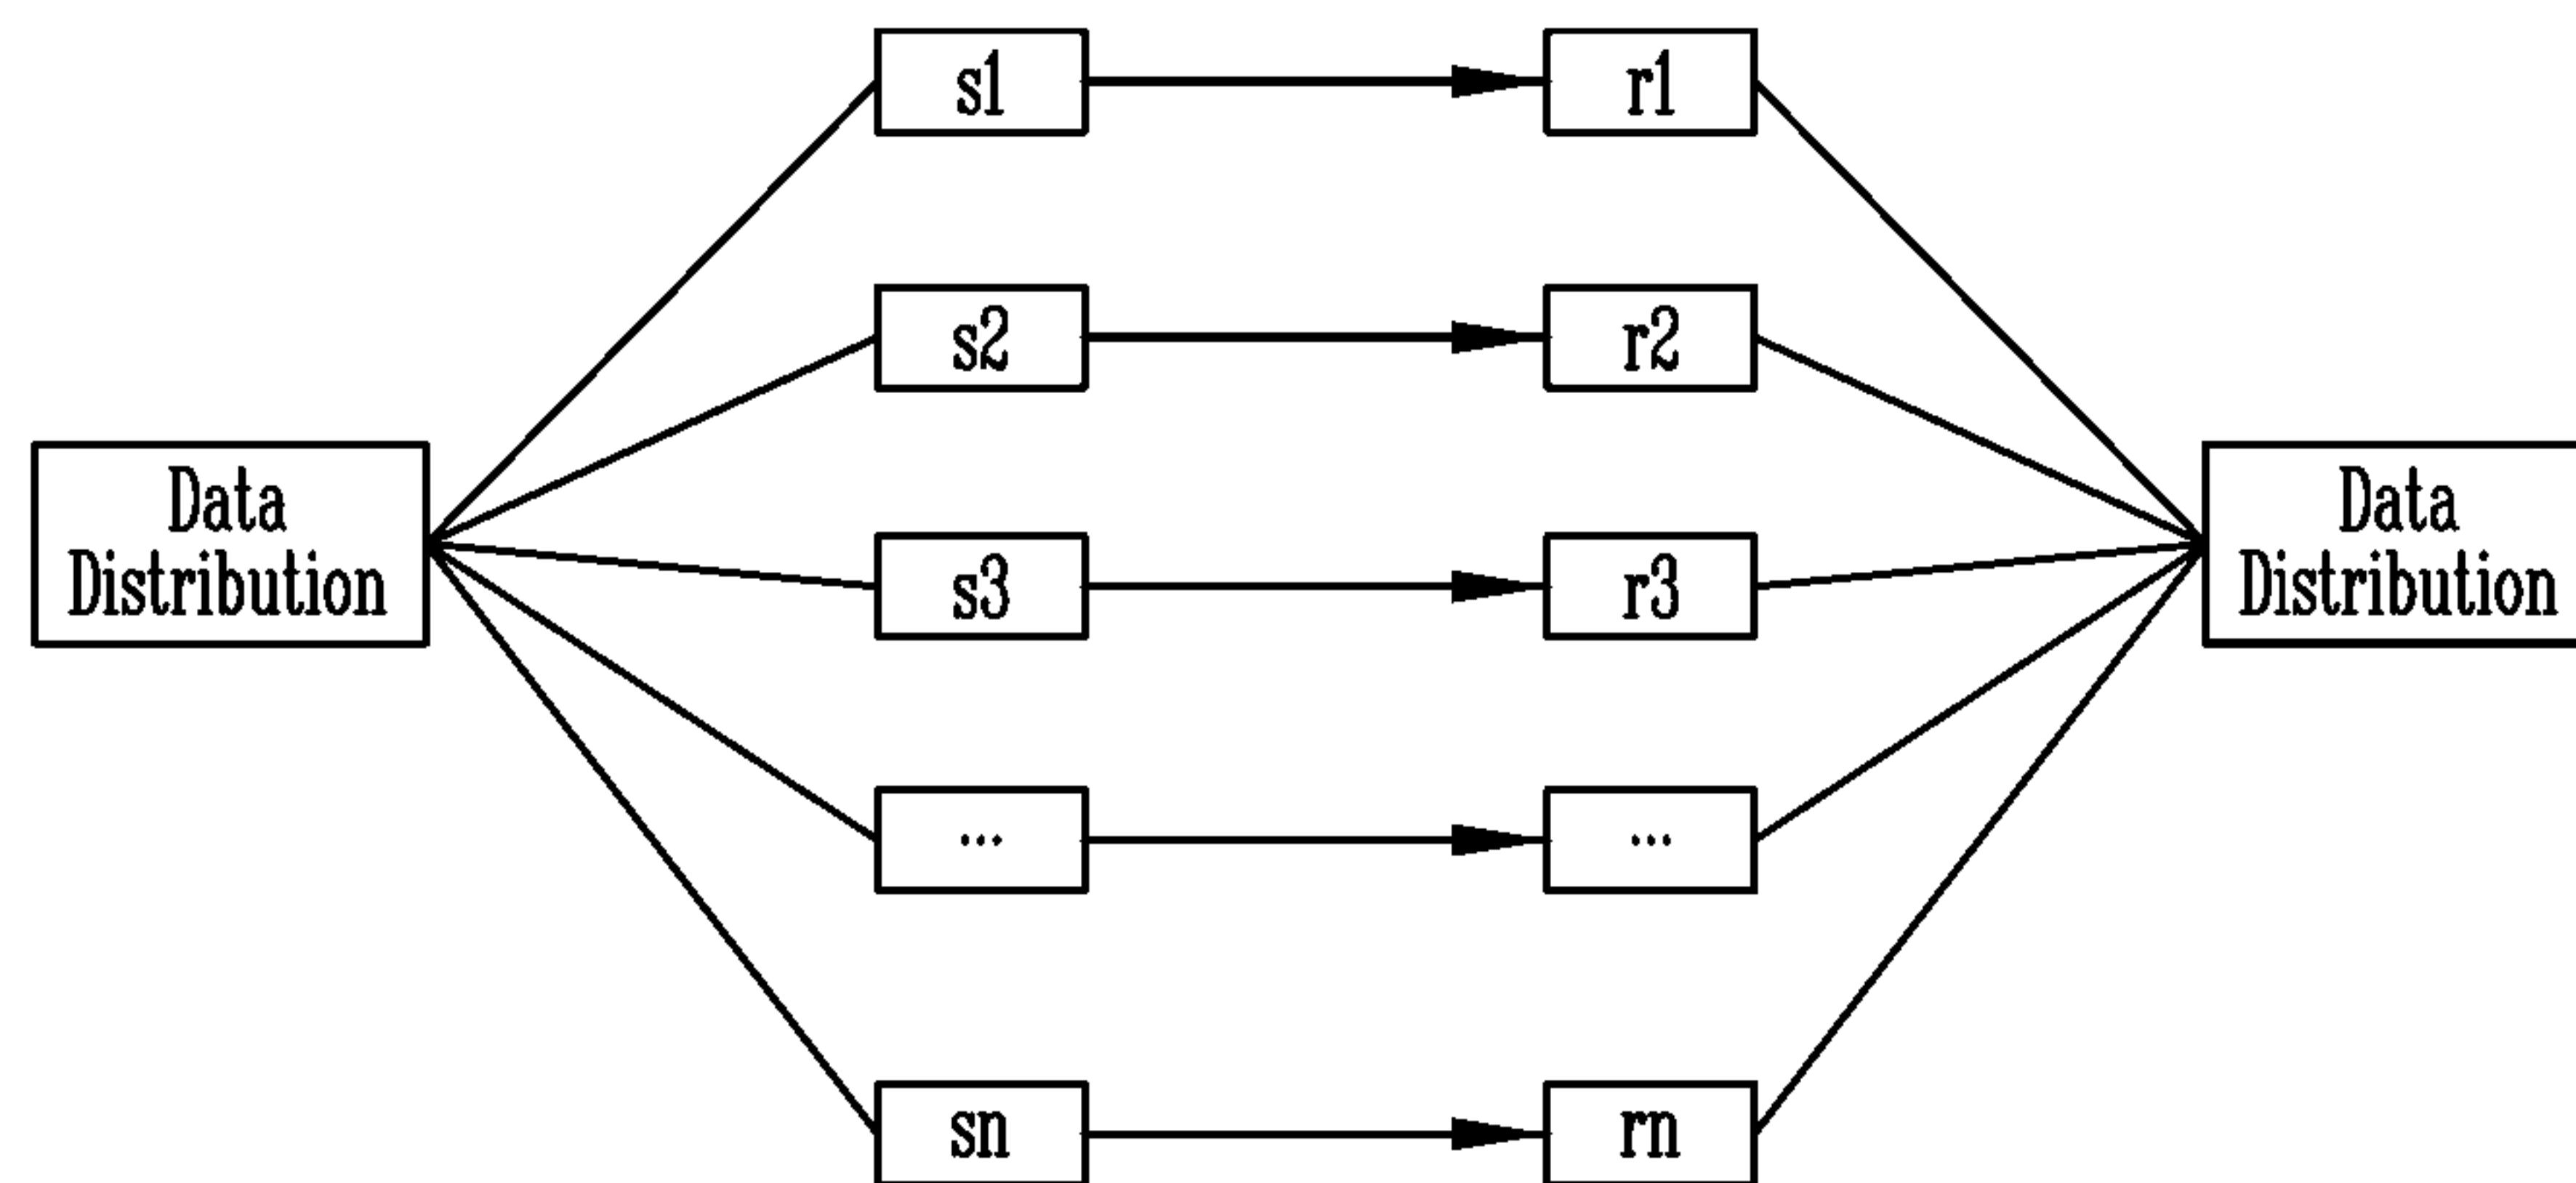 s1
r1
s2
r2
Data
Distribution
s3
r3
Data
Distribution
...
...
sn
rn